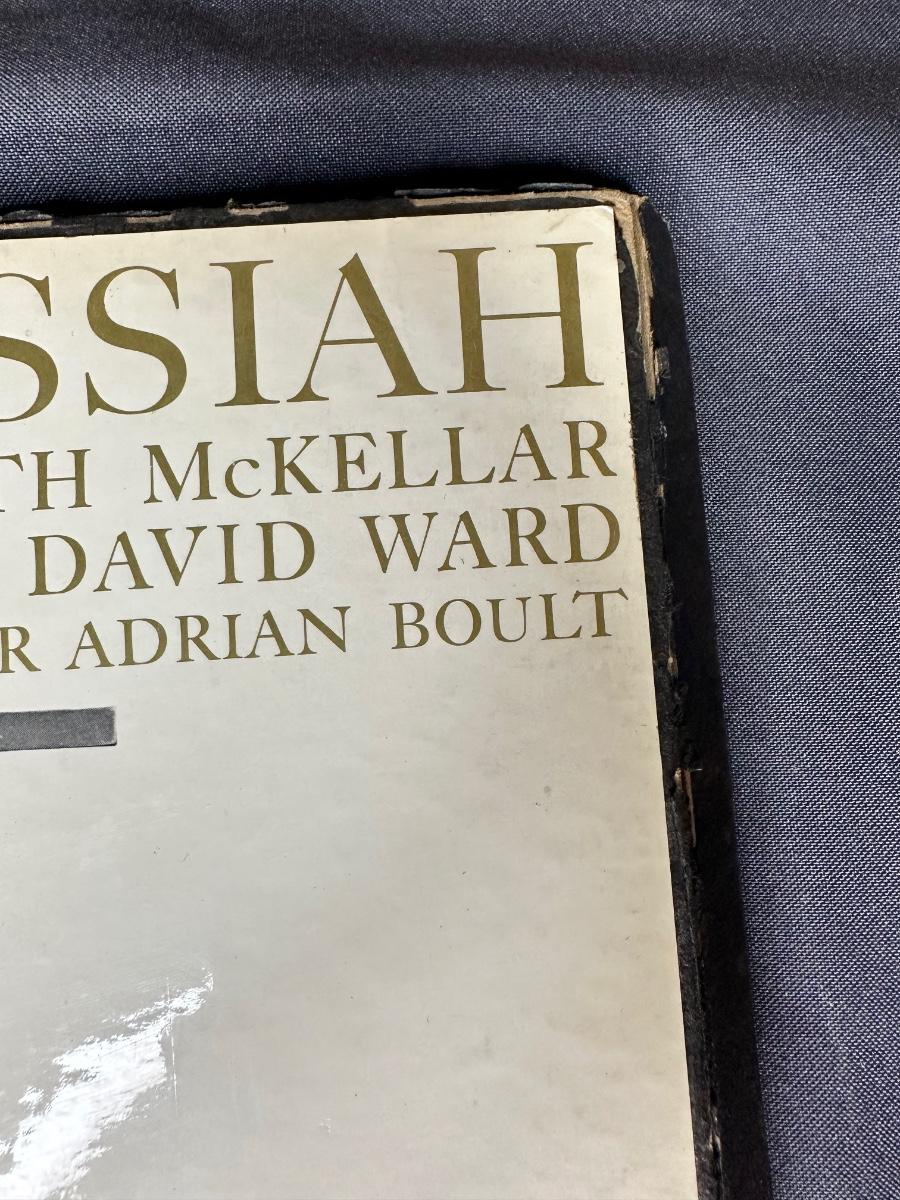 SSIAH
TH McKELLAR
DAVID WARD
R ADRIAN BOULT